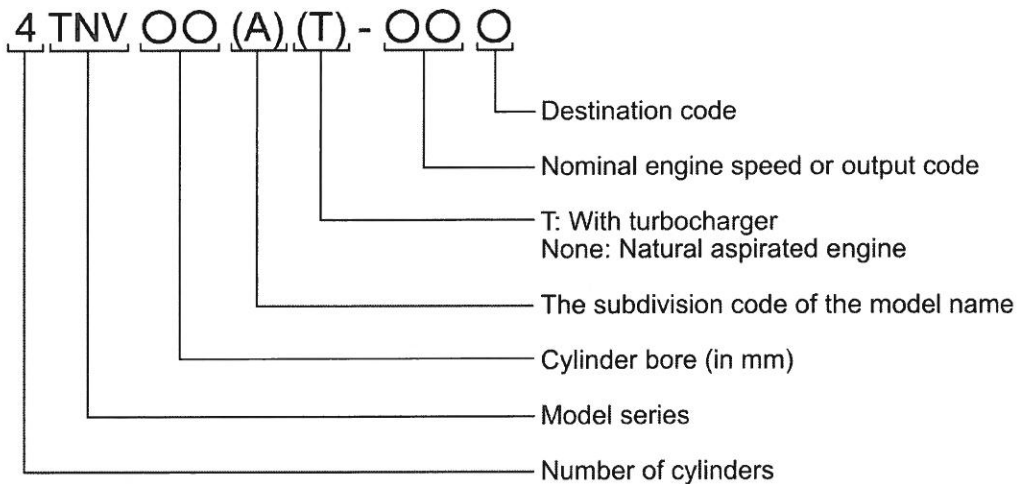 4 TNV OO (A) (T) - OO O
Destination code
Nominal engine speed or output code
T: With turbocharger
None: Natural aspirated engine
The subdivision code of the model name
Cylinder bore (in mm)
Model series
Number of cylinders